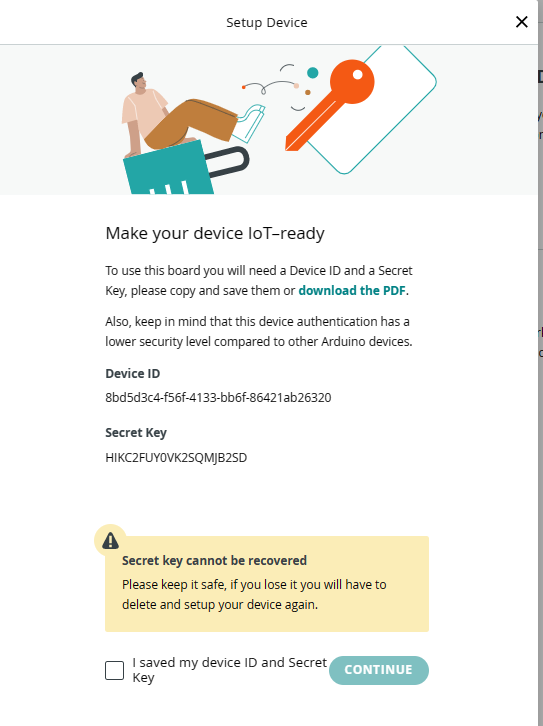 Setup Device
Make your device IoT–ready
To use this board you will need a Device ID and a Secret
Key, please copy and save them or download the PDF.
Also, keep in mind that this device authentication has a
lower security level compared to other Arduino devices.
Device ID
8bd5d3c4-f56f-4133-bb6f-86421ab26320
Secret Key
HIKC2FUY0VK2SQMJB2SD
Secret key cannot be recovered
Please keep it safe, if you lose it you will have to
delete and setup your device again.
I saved my device ID and Secret
Key
CONTINUE